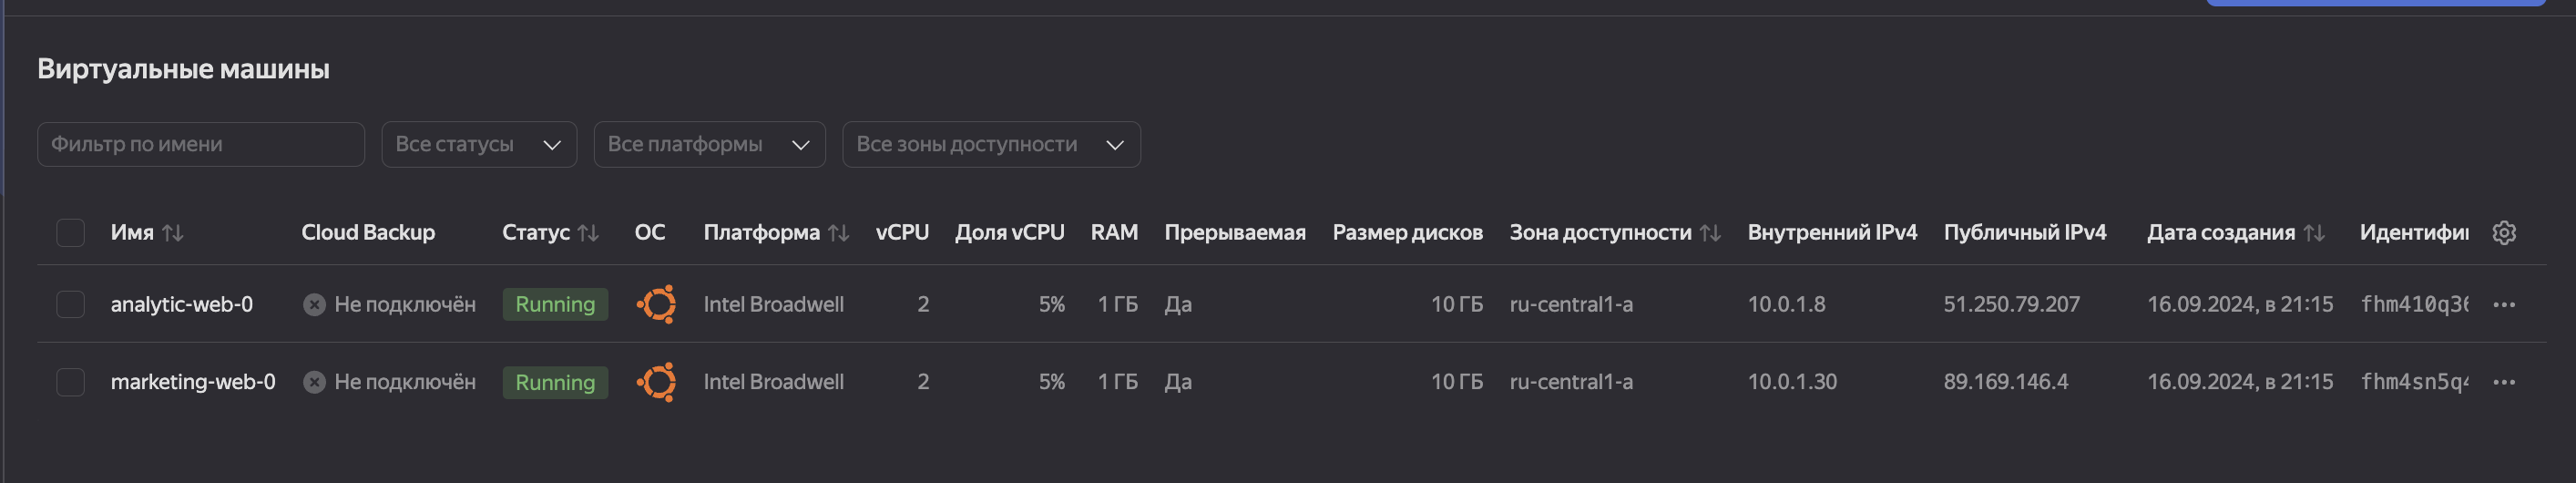 Виртуальные машины
Фильтр по имени Все статусы Все платформы Все зоны доступности
Имя Cloud Backup Статус ОС Платформа vCPU Доля vCPU RAM Прерываемая Размер дисков Зона доступности Внутренний IPv4 Публичный IPv4 Дата создания Идентифи
analytic-web-0 Не подключён Running Intel Broadwell 2 5% 1 ГБ Да 10 ГБ ru-central1-a 10.0.1.8 51.250.79.207 16.09.2024, в 21:15 fhm410q36
marketing-web-0 Не подключён Running Intel Broadwell 2 5% 1 ГБ Да 10 ГБ ru-central1-a 10.0.1.30 89.169.146.4 16.09.2024, в 21:15 fhm4sn5q4